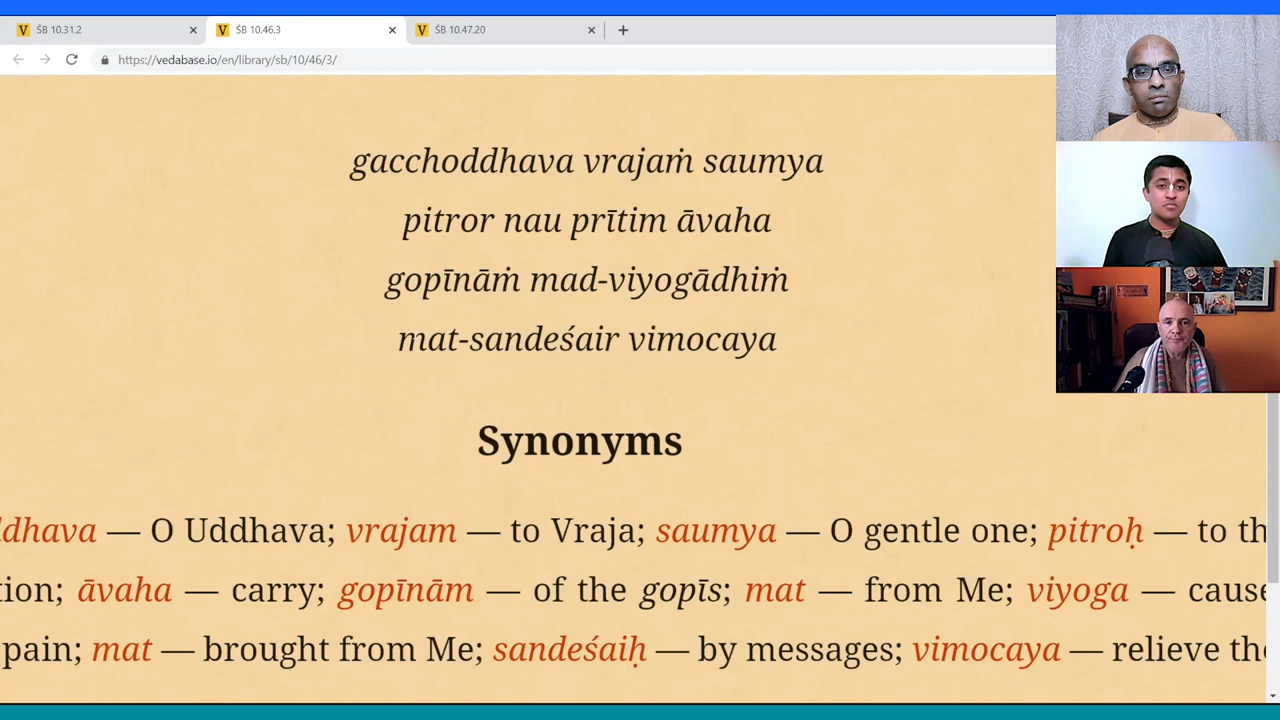 ŚB 10.31.2
ŚB 10.46.3
ŚB 10.47.20
https://vedabase.io/en/library/sb/10/46/3/
gacchoddhava vrajaṁ saumya
pitror nau prītim āvaha
gopīnāṁ mad-viyogādhiṁ
mat-sandeśair vimocaya
Synonyms
ddhava — O Uddhava; vrajam — to Vraja; saumya — O gentle one; pitroḥ — to th
tion; āvaha — carry; gopīnām — of the gopīs; mat — from Me; viyoga — cause
pain; mat — brought from Me; sandeśaiḥ — by messages; vimocaya — relieve the